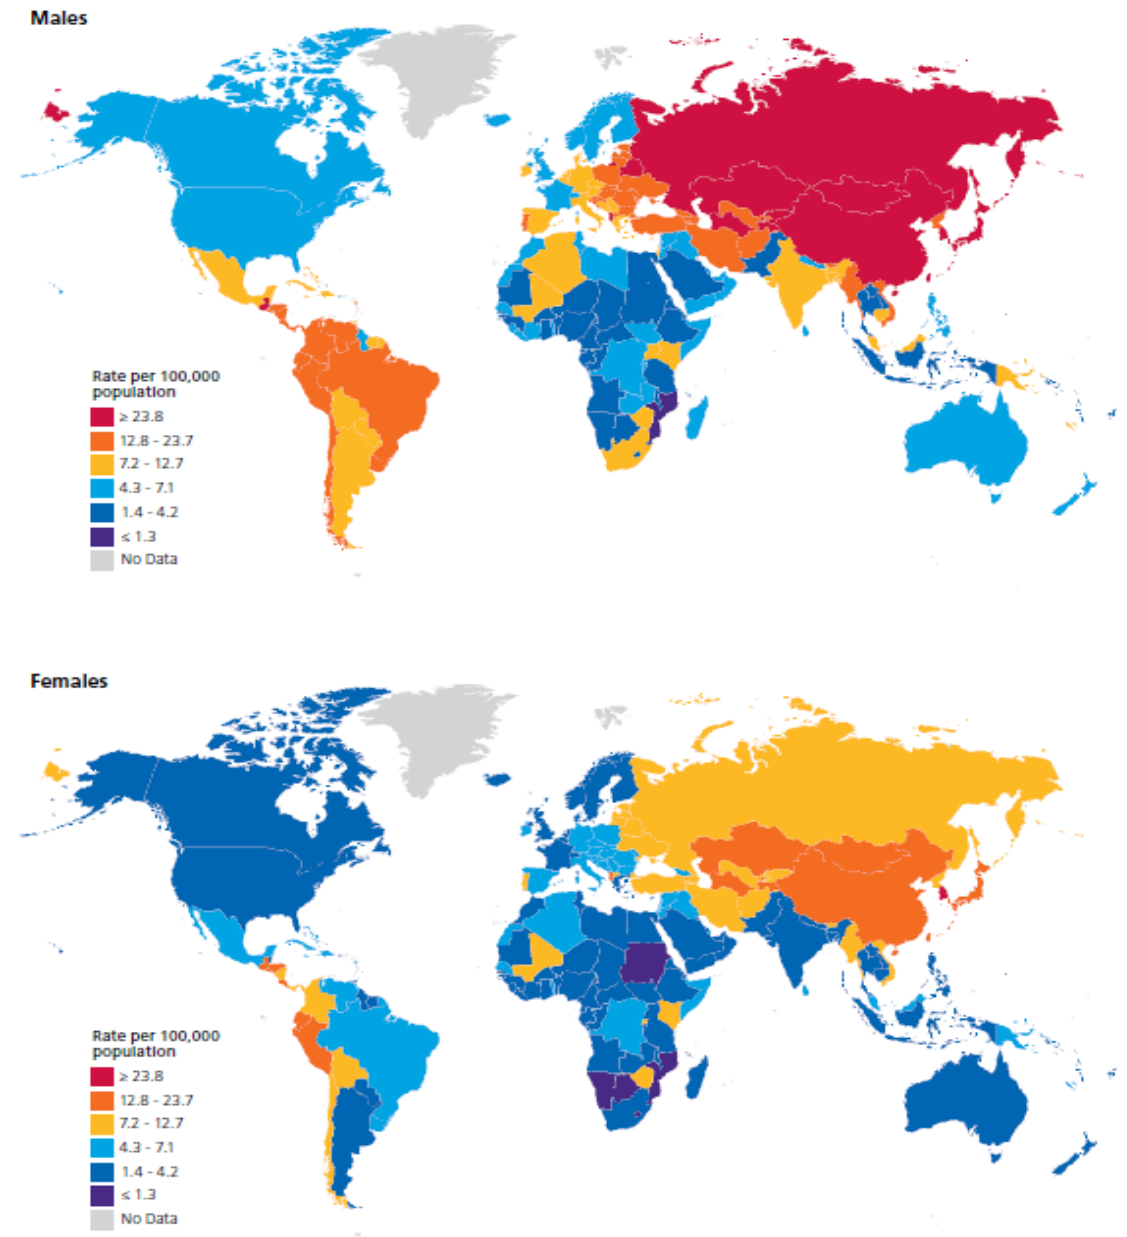 Males
Rate per 100,000
population
≥ 23.8
12.8 - 23.7
7.2 - 12.7
4.3 - 7.1
1.4 - 4.2
≤ 1.3
No Data
Females
Rate per 100,000
population
≥ 23.8
12.8 - 23.7
7.2 - 12.7
4.3 - 7.1
1.4 - 4.2
≤ 1.3
No Data